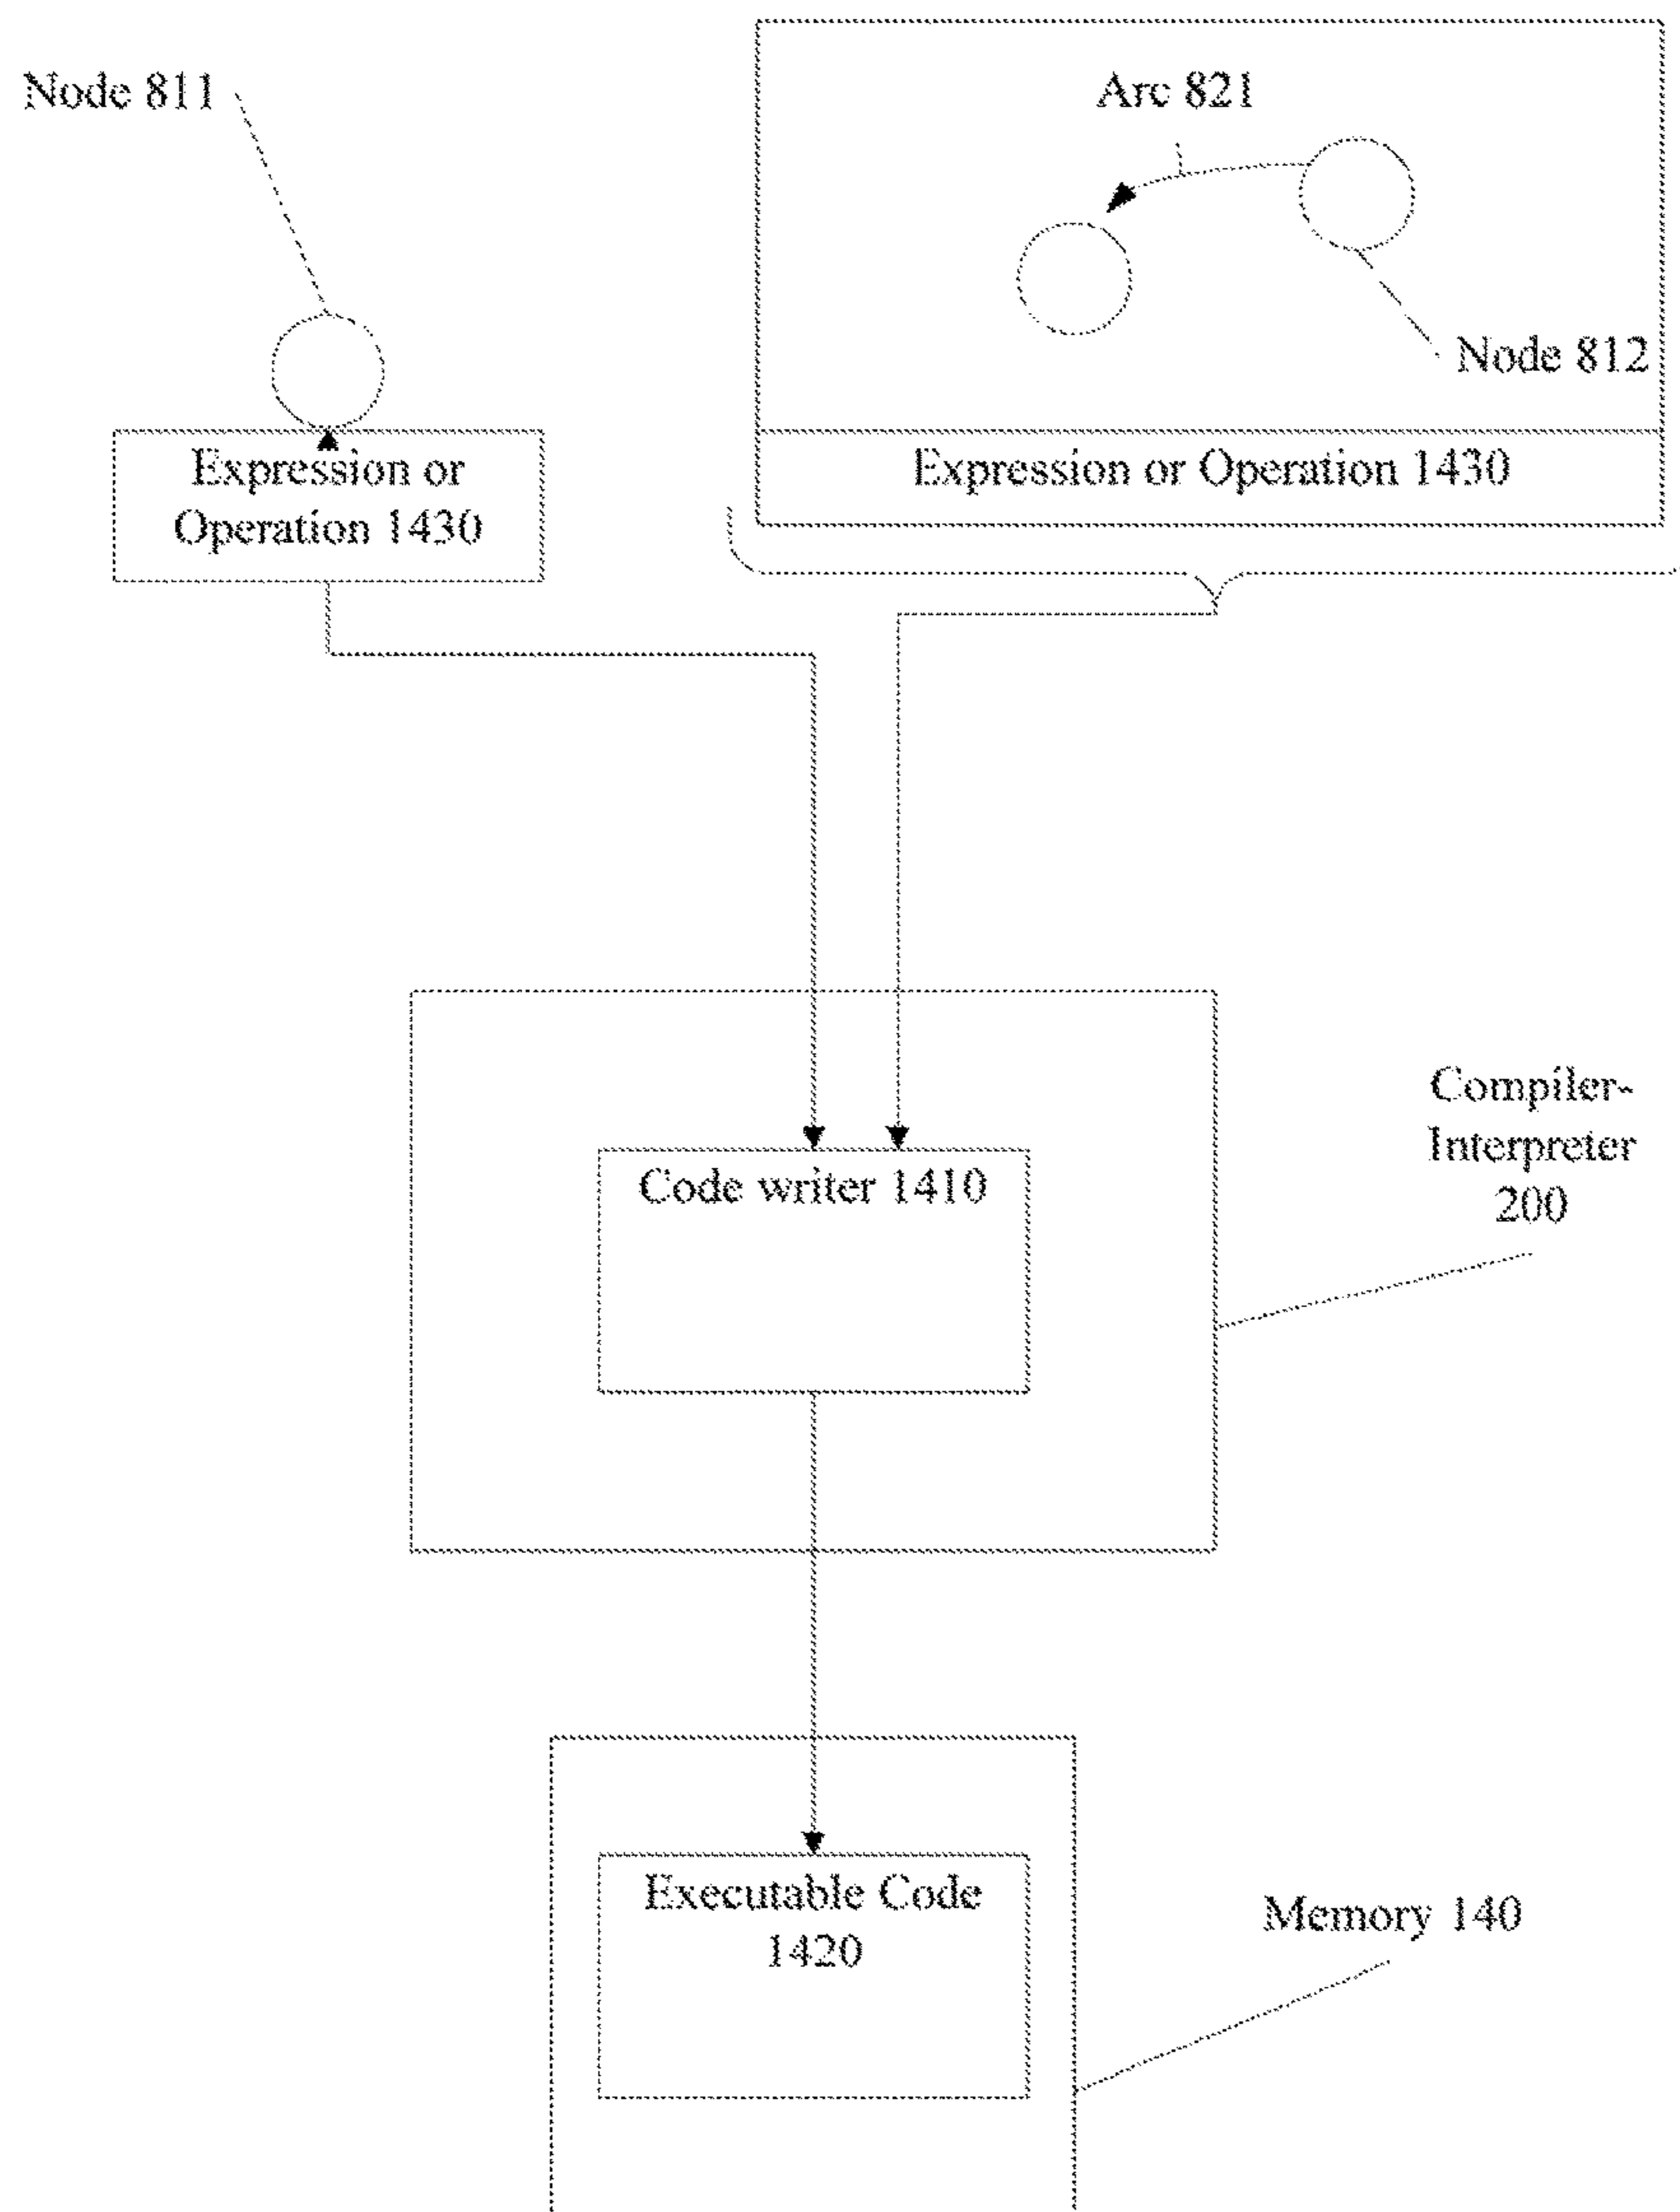 Node 811
Arc 821
Node 812
Expression or
Operation 1430
Expression or Operation 1430
Compiler-
Interpreter
200
Code writer 1410
Executable Code
1420
Memory 140